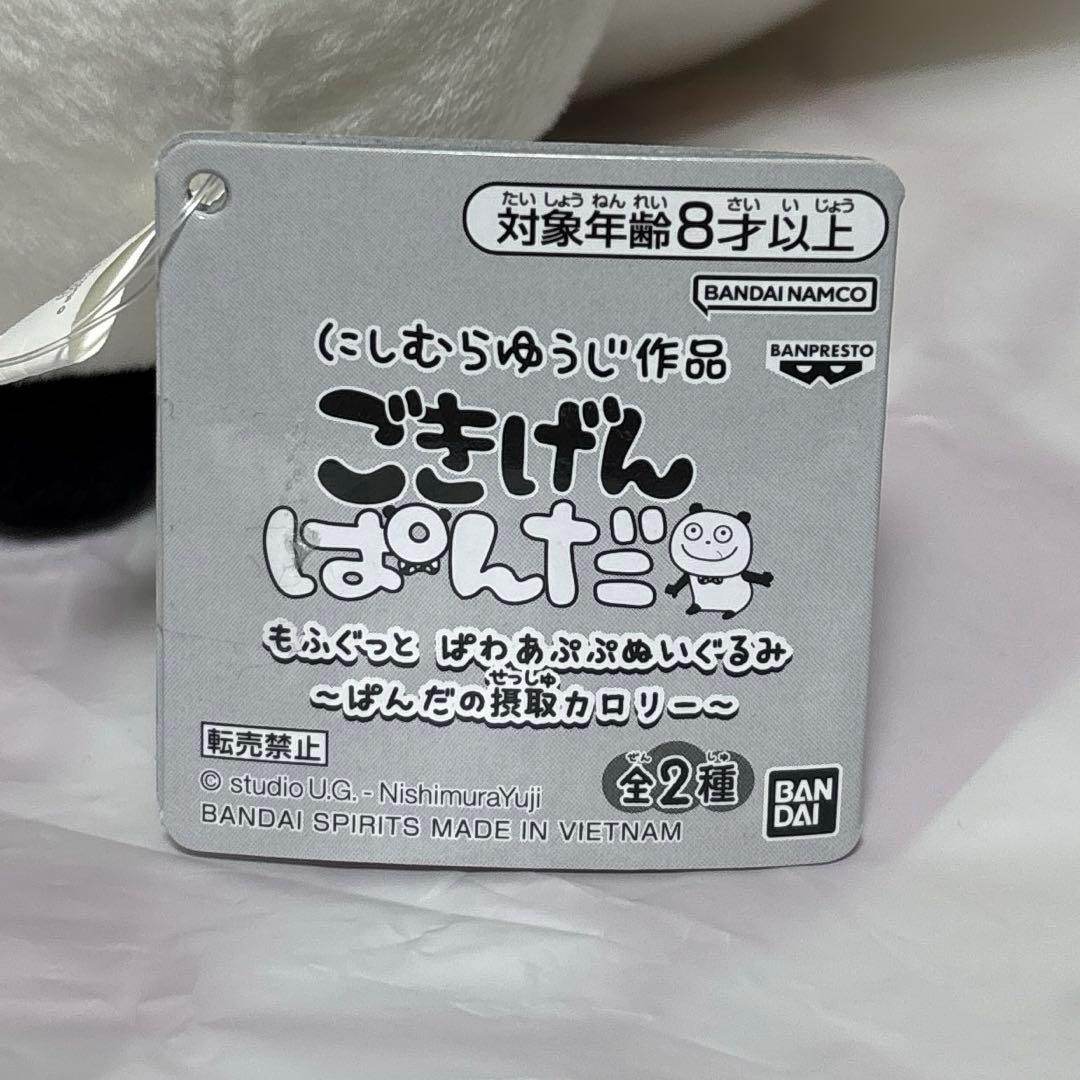 たいしょうねんれい さいいじょう
対象年齢8才以上
BANDAI NAMCO
にしむらゆうじ作品
BANPRESTO
ごきげん
ぱんだ
もふぐっと ぱわあぷぷぬいぐるみ
せっしゅ
～ぱんだの摂取カロリー～
転売禁止
ぜん しゅ
全2種
© studio U.G. - NishimuraYuji
BANDAI SPIRITS MADE IN VIETNAM
BAN
DAI